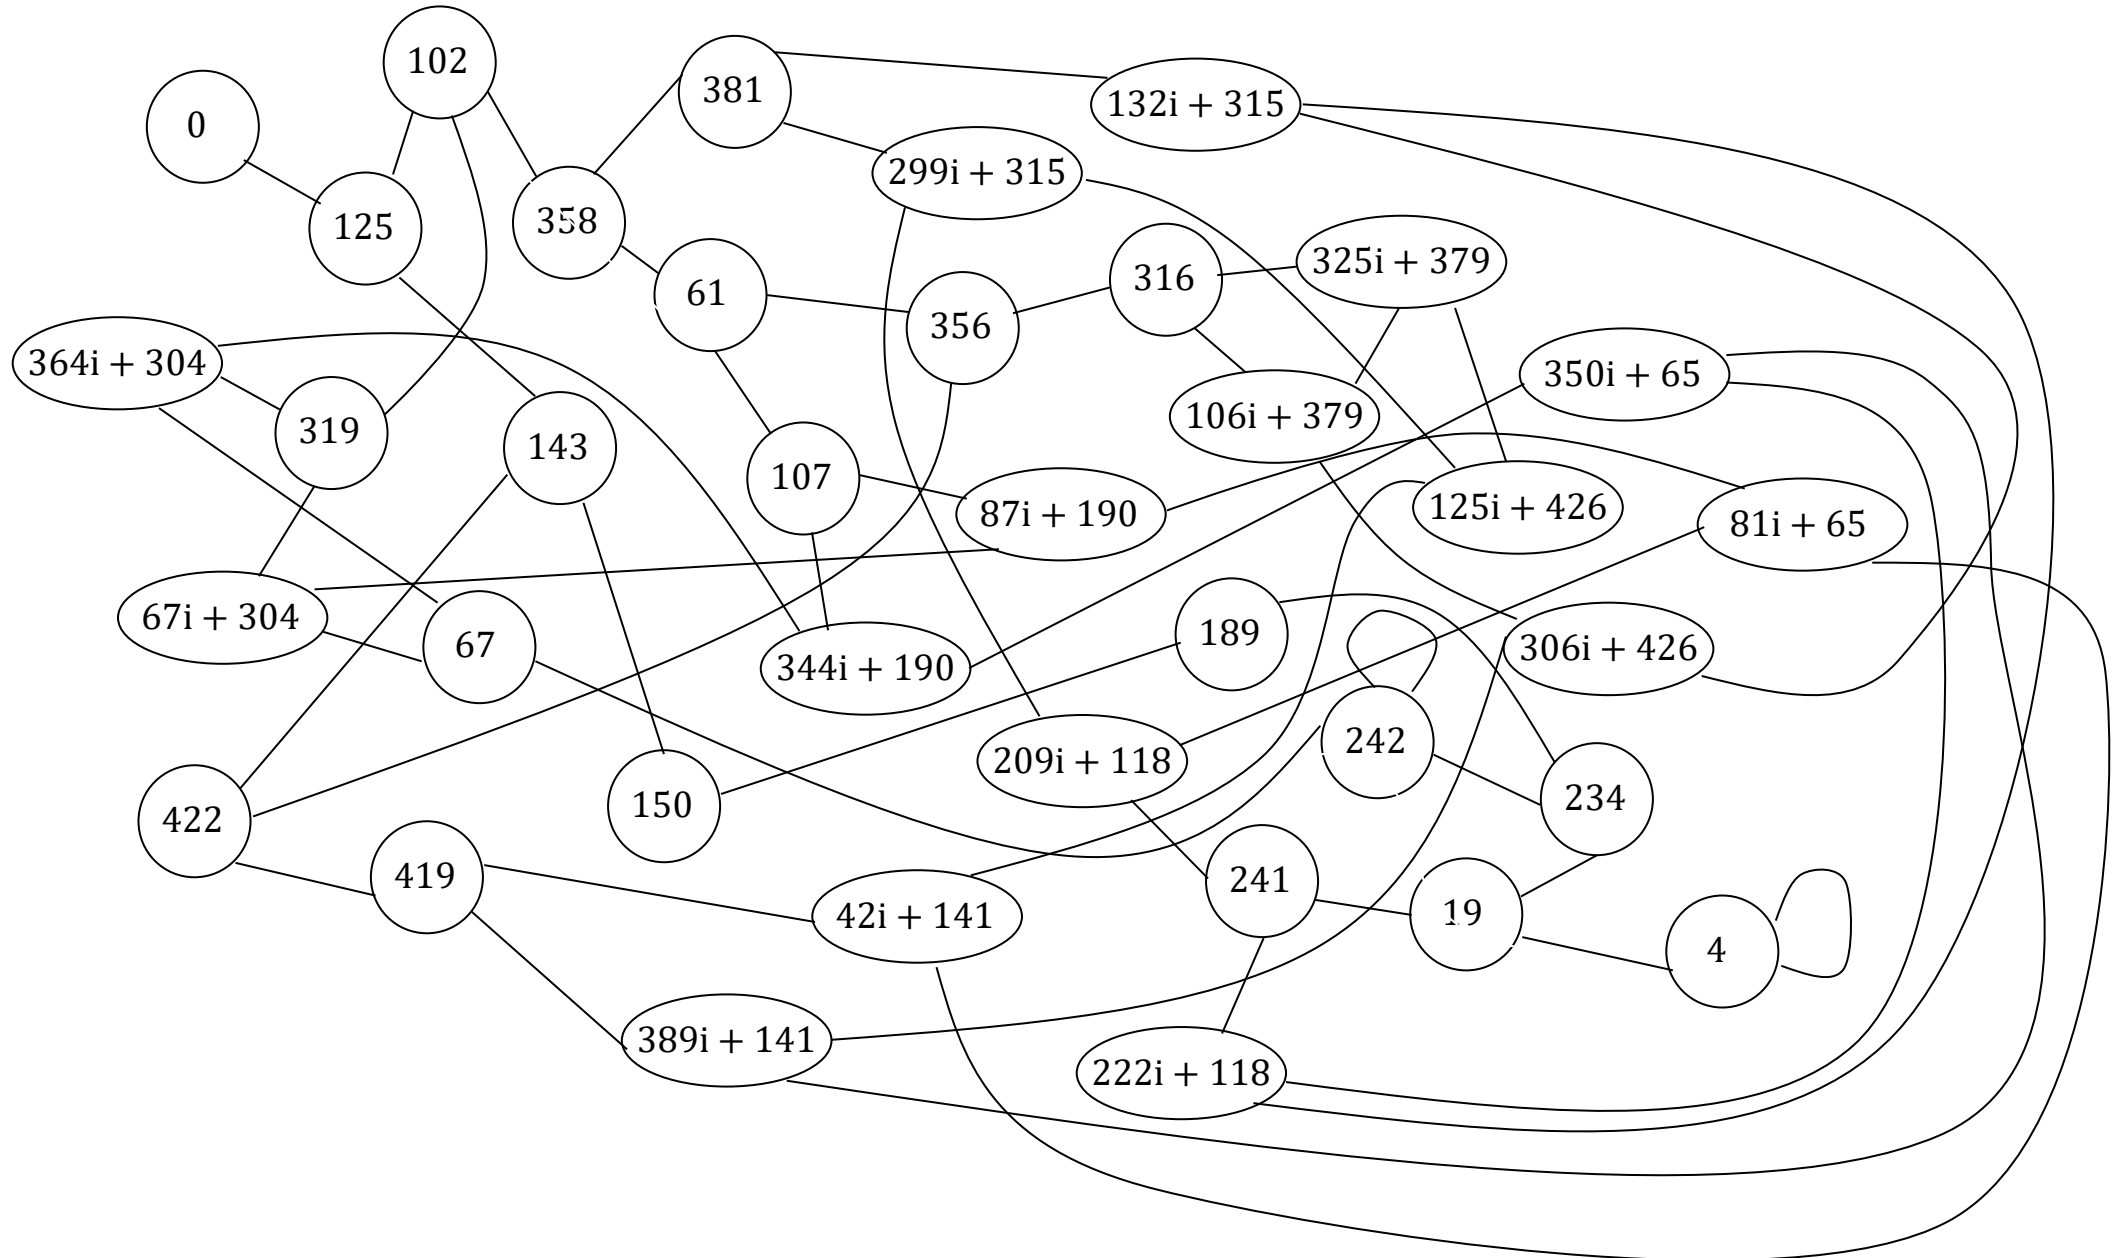 102
381
132i + 315
0
299i + 315
125
358
316
325i + 379
61
356
364i + 304
350i + 65
319
106i + 379
143
107
87i + 190
125i + 426
81i + 65
67i + 304
67
189
306i + 426
344i + 190
242
209i + 118
234
150
422
419
241
42i + 141
19
4
389i + 141
222i + 118